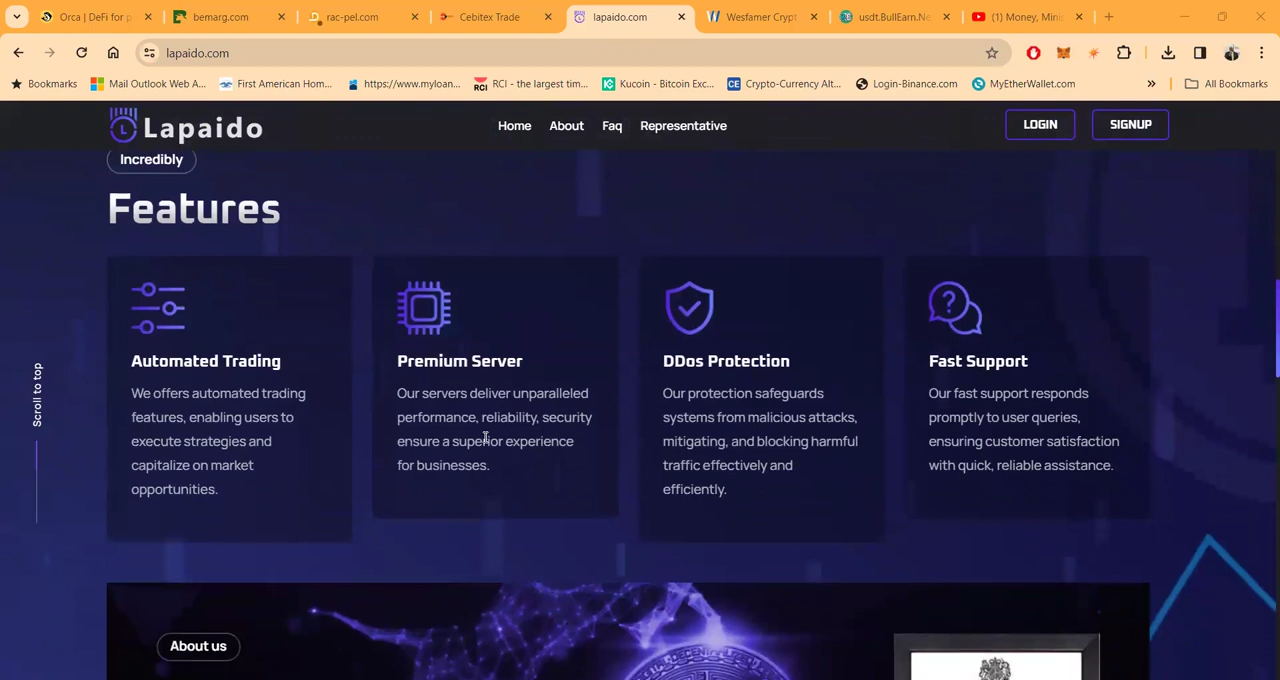 Orca | DeFi for p
bemarg.com
rac-pel.com
Cebitex Trade
lapaido.com
Wesfamer Crypt
usdt.BullEarn.Ne
(1) Money, Mini
lapaido.com
Bookmarks
Mail Outlook Web A...
First American Hom...
https://www.myloan...
RCI - the largest tim...
Kucoin - Bitcoin Exc...
Crypto-Currency Alt...
Login-Binance.com
MyEtherWallet.com
»
All Bookmarks
Lapaido
Home
About
Faq
Representative
LOGIN
SIGNUP
Incredibly
Features
Automated Trading
We offers automated trading
features, enabling users to
execute strategies and
capitalize on market
opportunities.
Premium Server
Our servers deliver unparalleled
performance, reliability, security
ensure a superior experience
for businesses.
DDos Protection
Our protection safeguards
systems from malicious attacks,
mitigating, and blocking harmful
traffic effectively and
efficiently.
Fast Support
Our fast support responds
promptly to user queries,
ensuring customer satisfaction
with quick, reliable assistance.
Scroll to top
About us